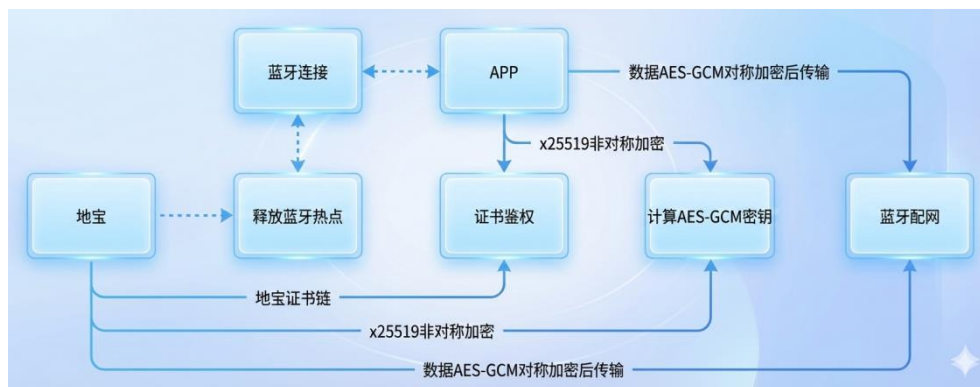 蓝牙连接
APP
数据AES-GCM对称加密后传输
x25519非对称加密
地宝
释放蓝牙热点
证书鉴权
计算AES-GCM密钥
蓝牙配网
地宝证书链
x25519非对称加密
数据AES-GCM对称加密后传输